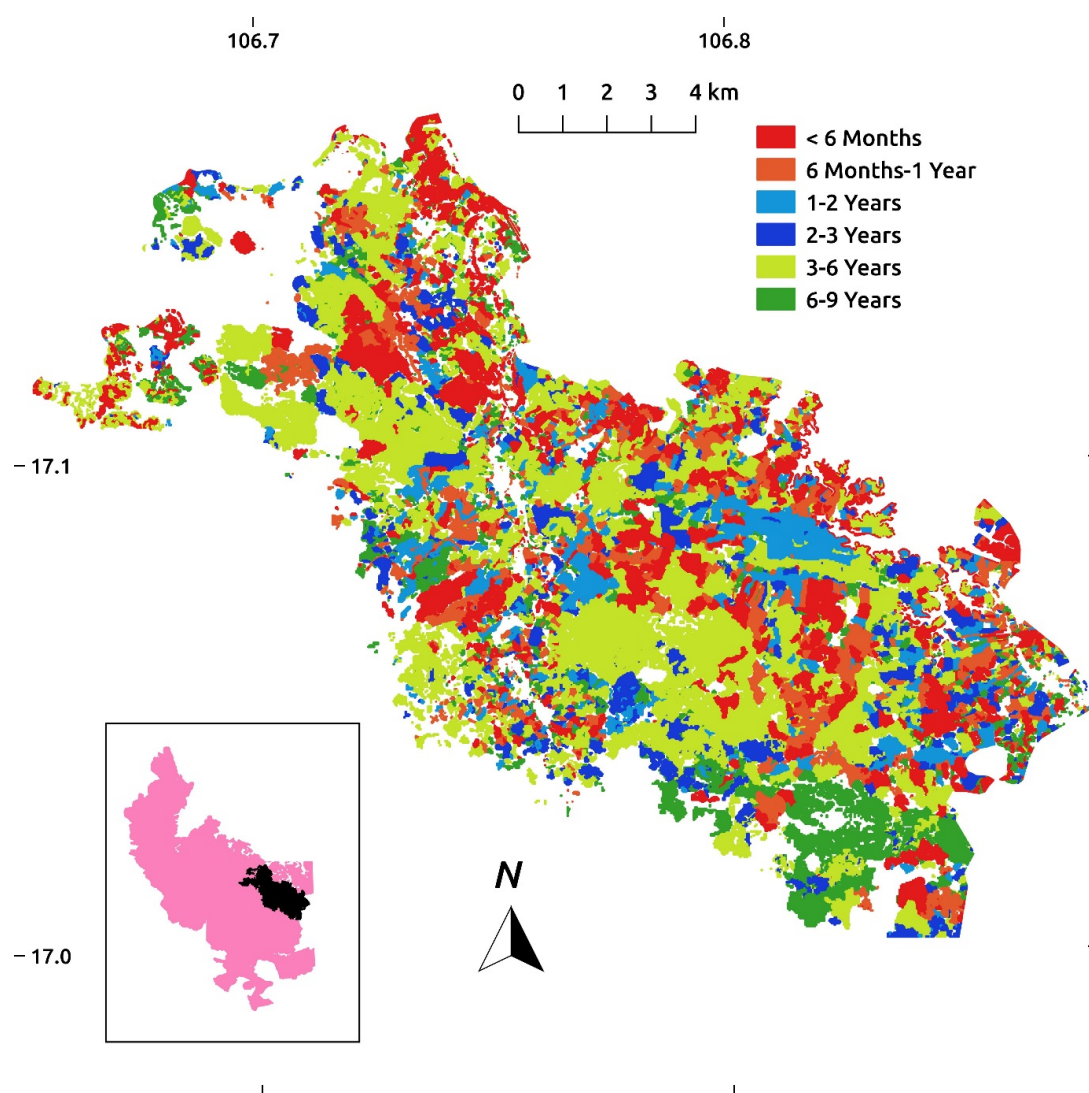 106.7 106.8
0 1 2 3 4 km
< 6 Months
6 Months-1 Year
1-2 Years
2-3 Years
3-6 Years
6-9 Years
17.1
N
17.0